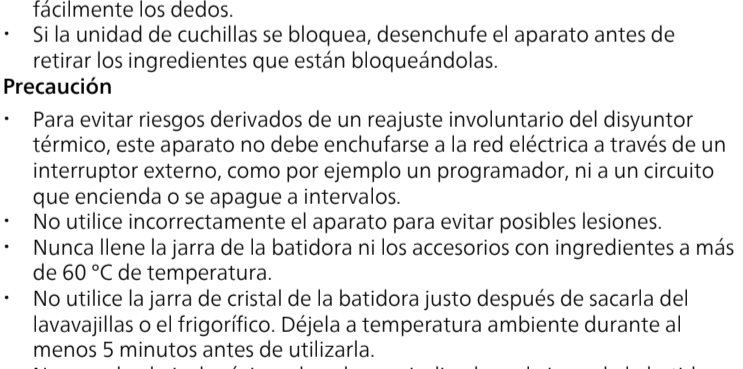 fácilmente los dedos.
• Si la unidad de cuchillas se bloquea, desenchufe el aparato antes de
retirar los ingredientes que están bloqueándolas.
Precaución
• Para evitar riesgos derivados de un reajuste involuntario del disyuntor
térmico, este aparato no debe enchufarse a la red eléctrica a través de un
interruptor externo, como por ejemplo un programador, ni a un circuito
que encienda o se apague a intervalos.
• No utilice incorrectamente el aparato para evitar posibles lesiones.
• Nunca llene la jarra de la batidora ni los accesorios con ingredientes a más
de 60 °C de temperatura.
• No utilice la jarra de cristal de la batidora justo después de sacarla del
lavavajillas o el frigorífico. Déjela a temperatura ambiente durante al
menos 5 minutos antes de utilizarla.